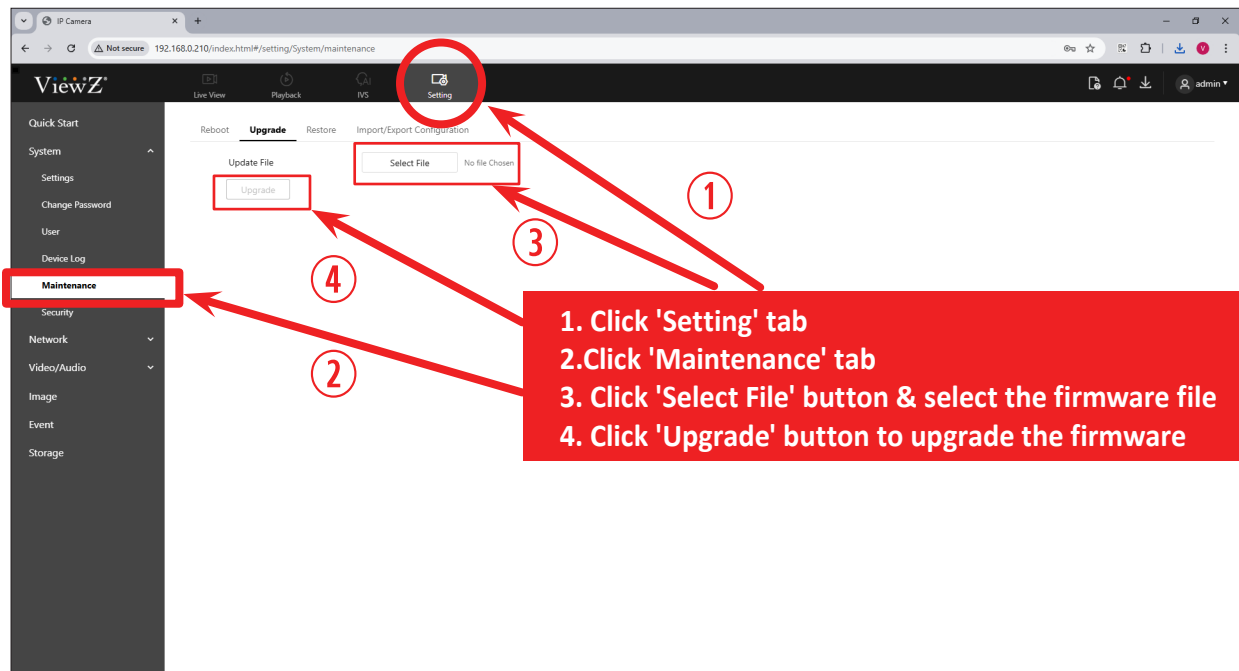 IP Camera
Not secure 192.168.0.210/index.html#/setting/System/maintenance
ViewZ
Live View Playback IVS Setting
admin
Quick Start
System
Settings
Change Password
User
Device Log
Maintenance
Security
Network
Video/Audio
Image
Event
Storage
Reboot Upgrade Restore Import/Export Configuration
Update File Select File No file Chosen
Upgrade
①
③
④
②
1. Click 'Setting' tab
2.Click 'Maintenance' tab
3. Click 'Select File' button & select the firmware file
4. Click 'Upgrade' button to upgrade the firmware